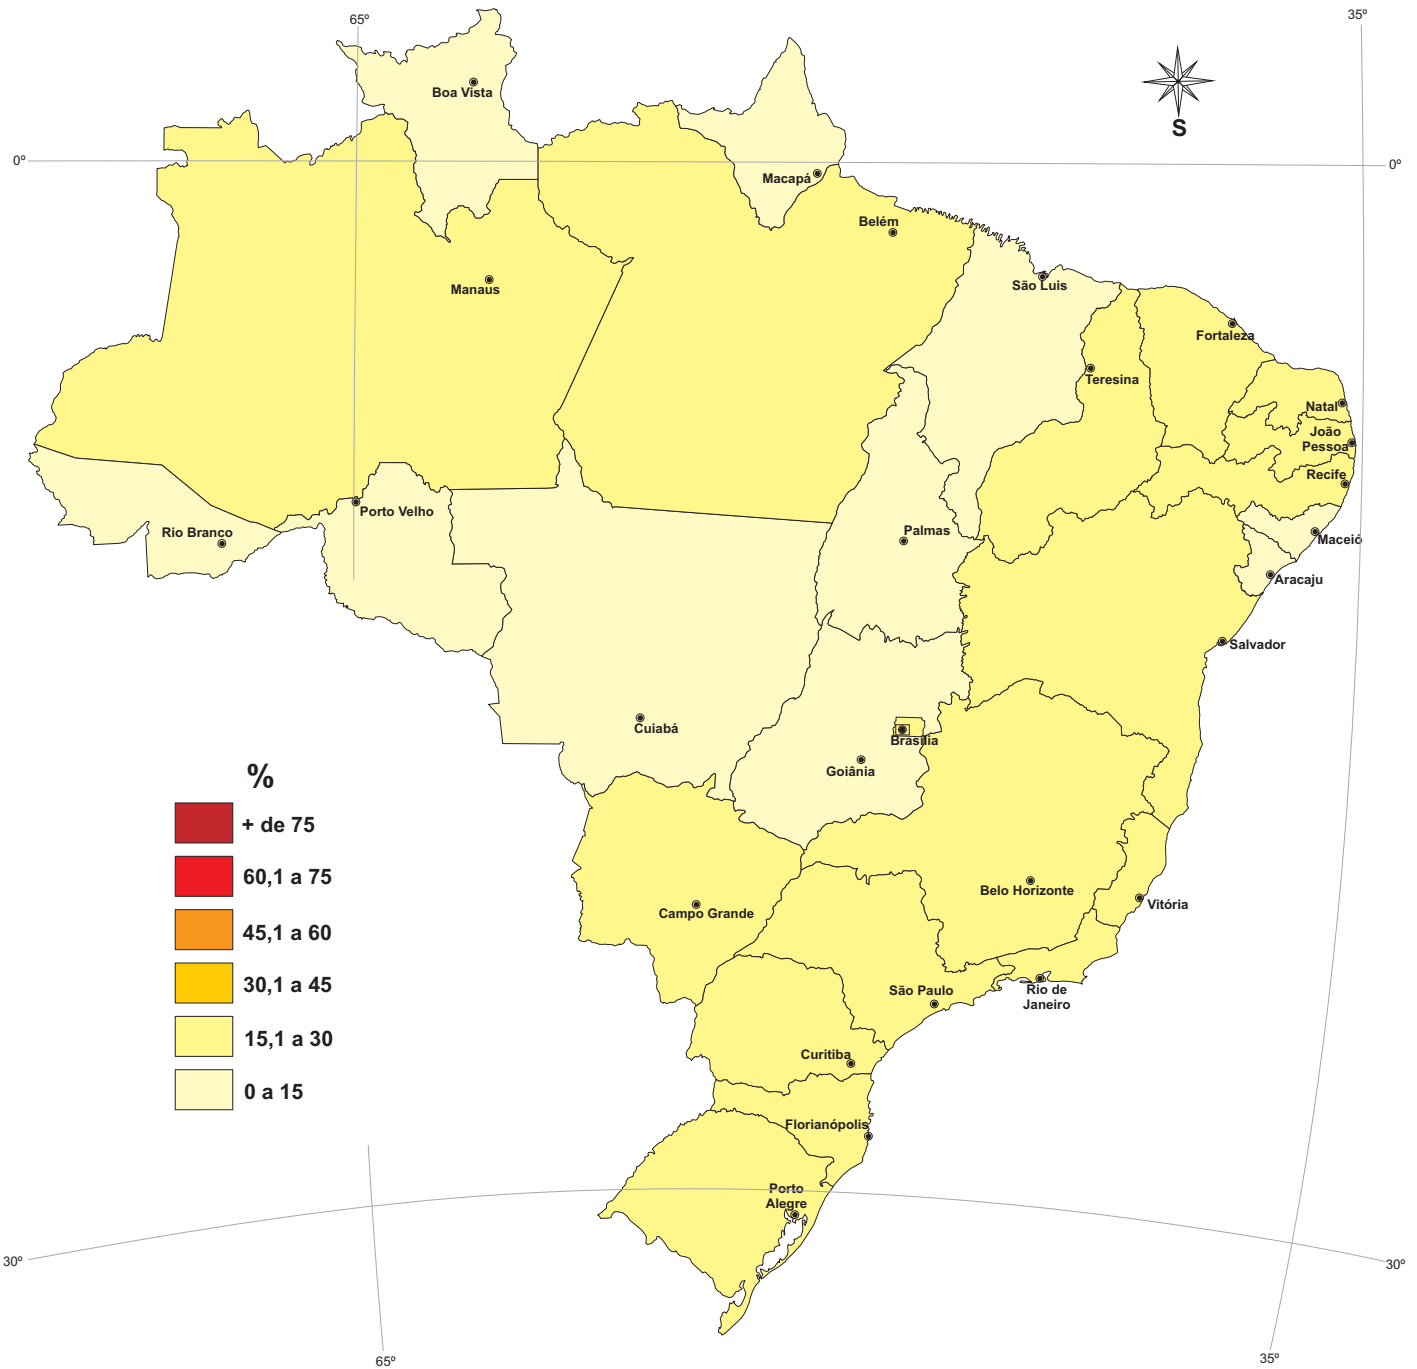 65º
35º
Boa Vista
S
0º
0º
Macapá
Belém
Manaus
São Luis
Fortaleza
Teresina
Natal
João
Pessoa
Recife
Porto Velho
Rio Branco
Palmas
Maceió
Aracaju
Salvador
Cuiabá
Brasília
Goiânia
%
+ de 75
60,1 a 75
45,1 a 60
30,1 a 45
15,1 a 30
0 a 15
Belo Horizonte
Vitória
Campo Grande
São Paulo
Rio de
Janeiro
Curitiba
Florianópolis
Porto
Alegre
30º
30º
65º
35º